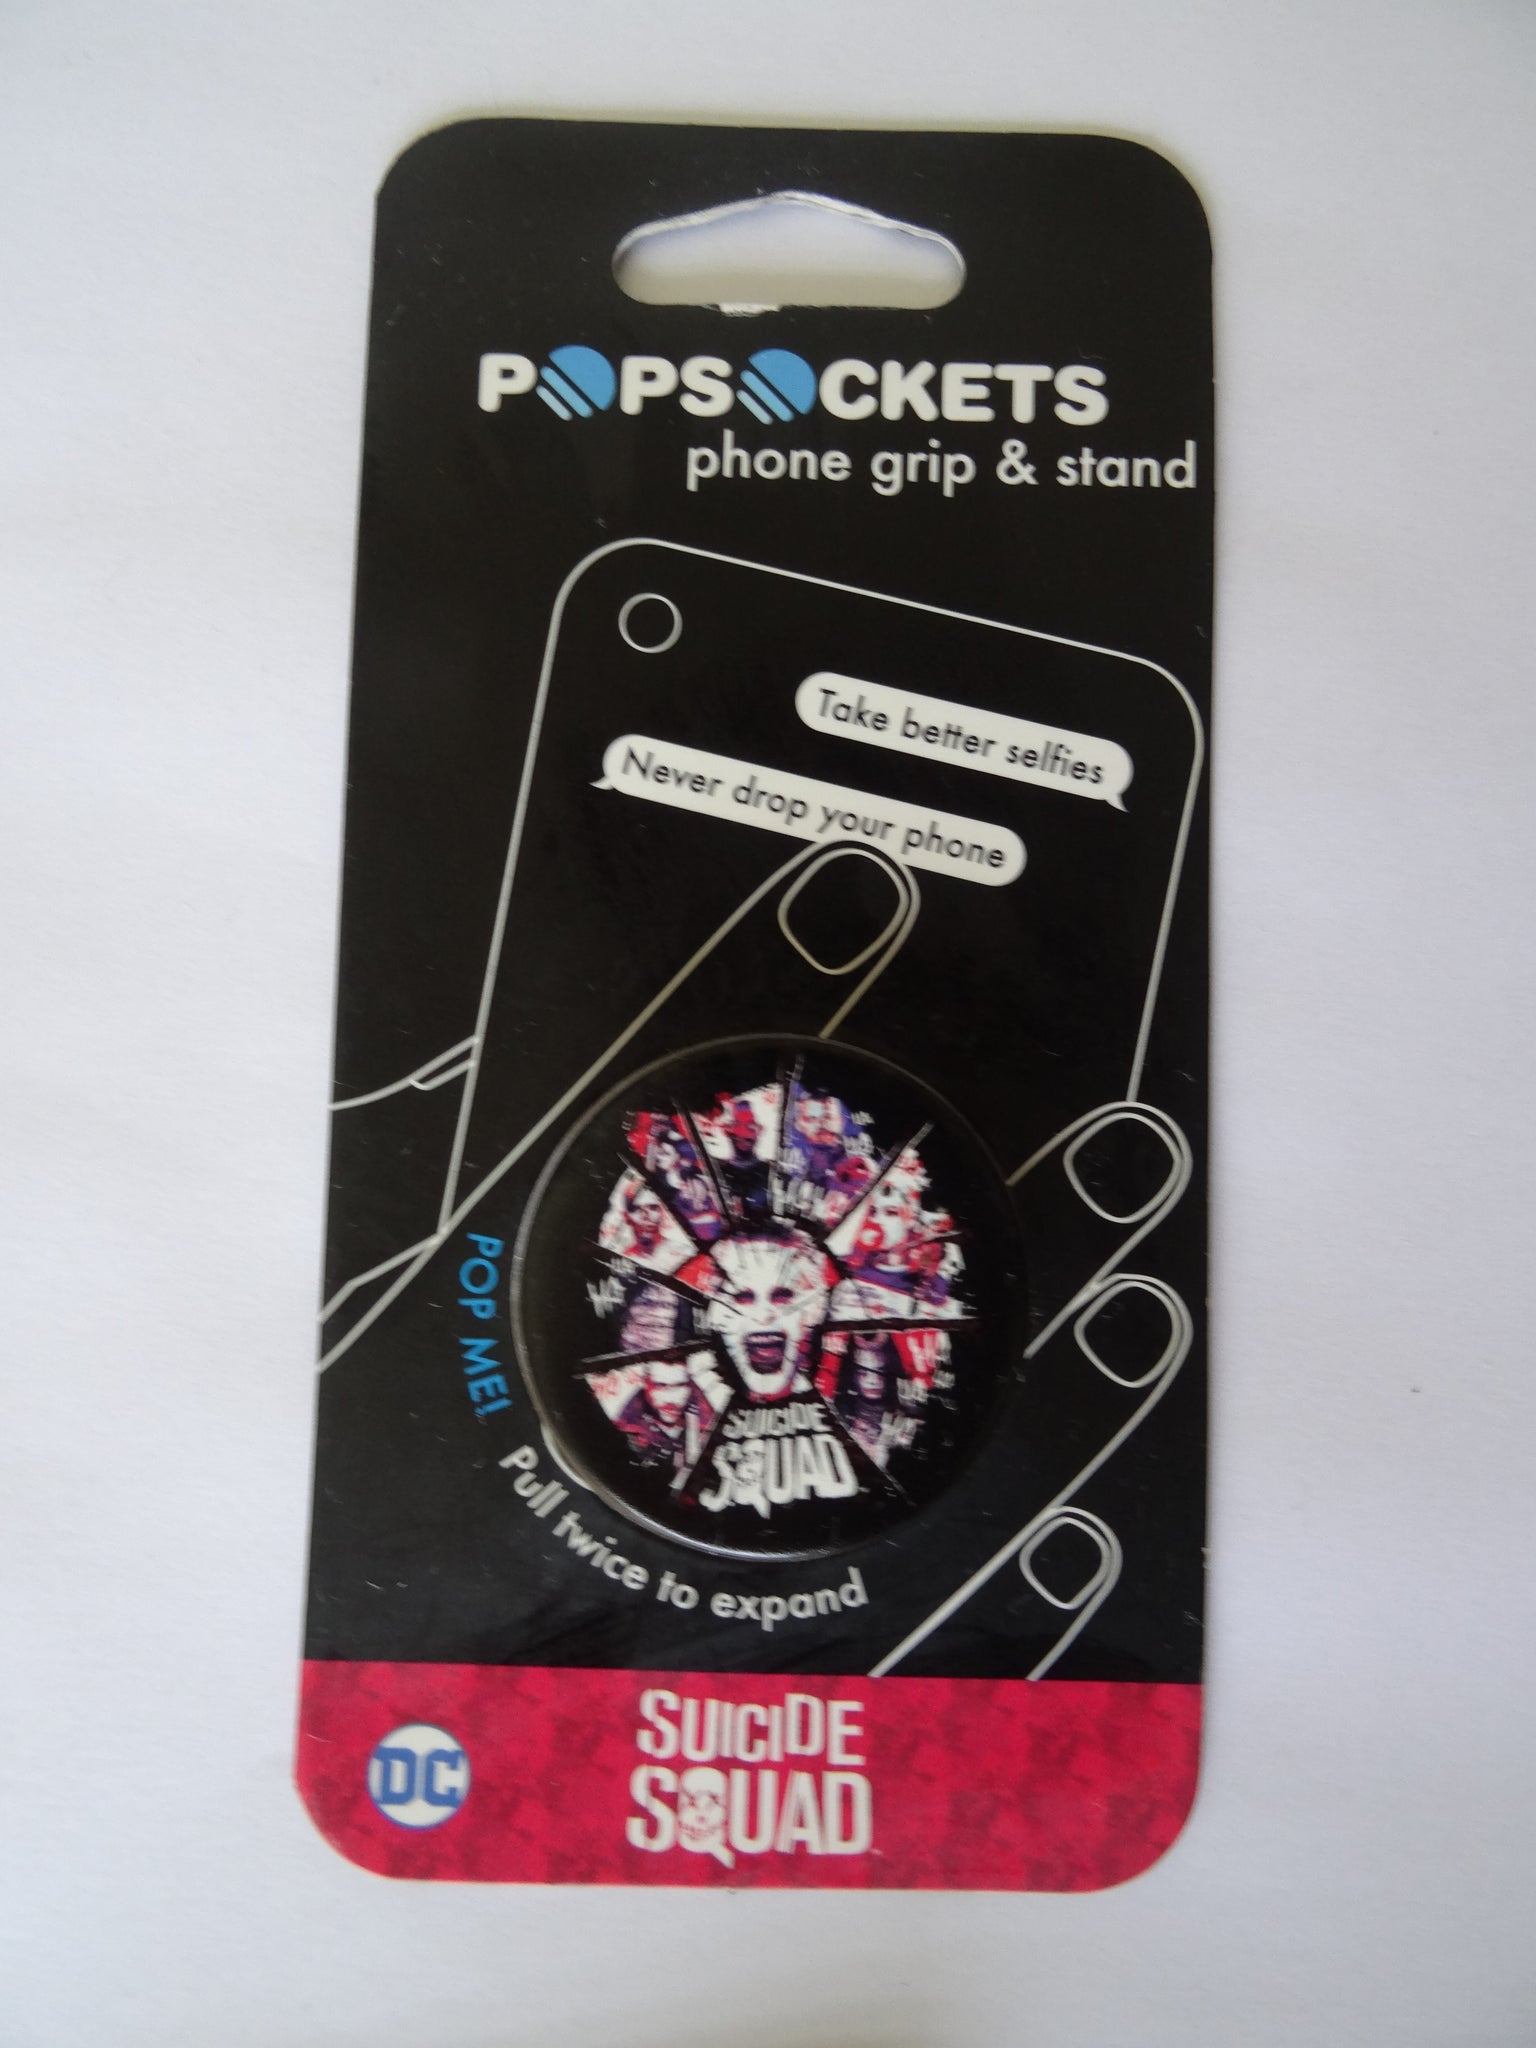 POPSOCKETS
phone grip & stand
Take better selfies
Never drop your phone
POP ME!
Pull twice to expand
SUICIDE
SQUAD
DC
SUICIDE
SQUAD